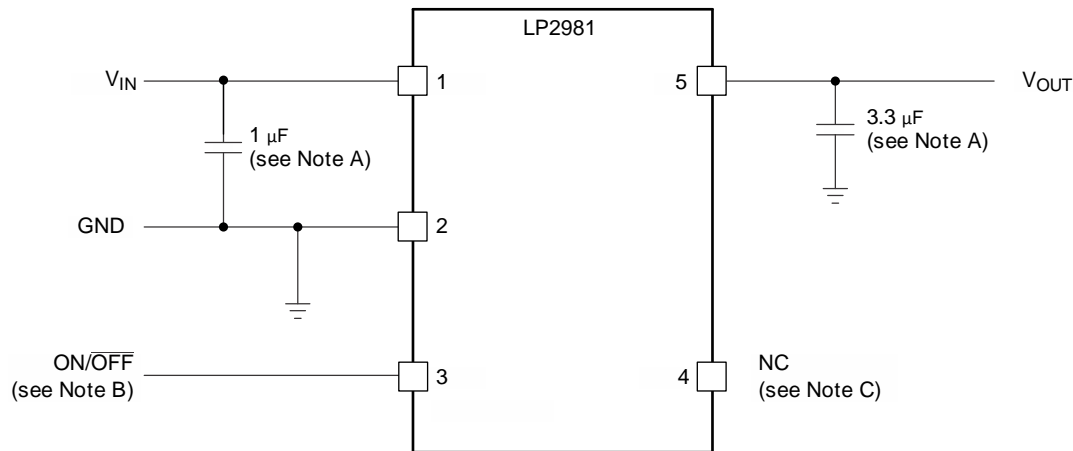 LP2981
V_IN
1
5
V_OUT
1 μF
(see Note A)
3.3 μF
(see Note A)
GND
2
ON/O̅F̅F̅
(see Note B)
3
4
NC
(see Note C)